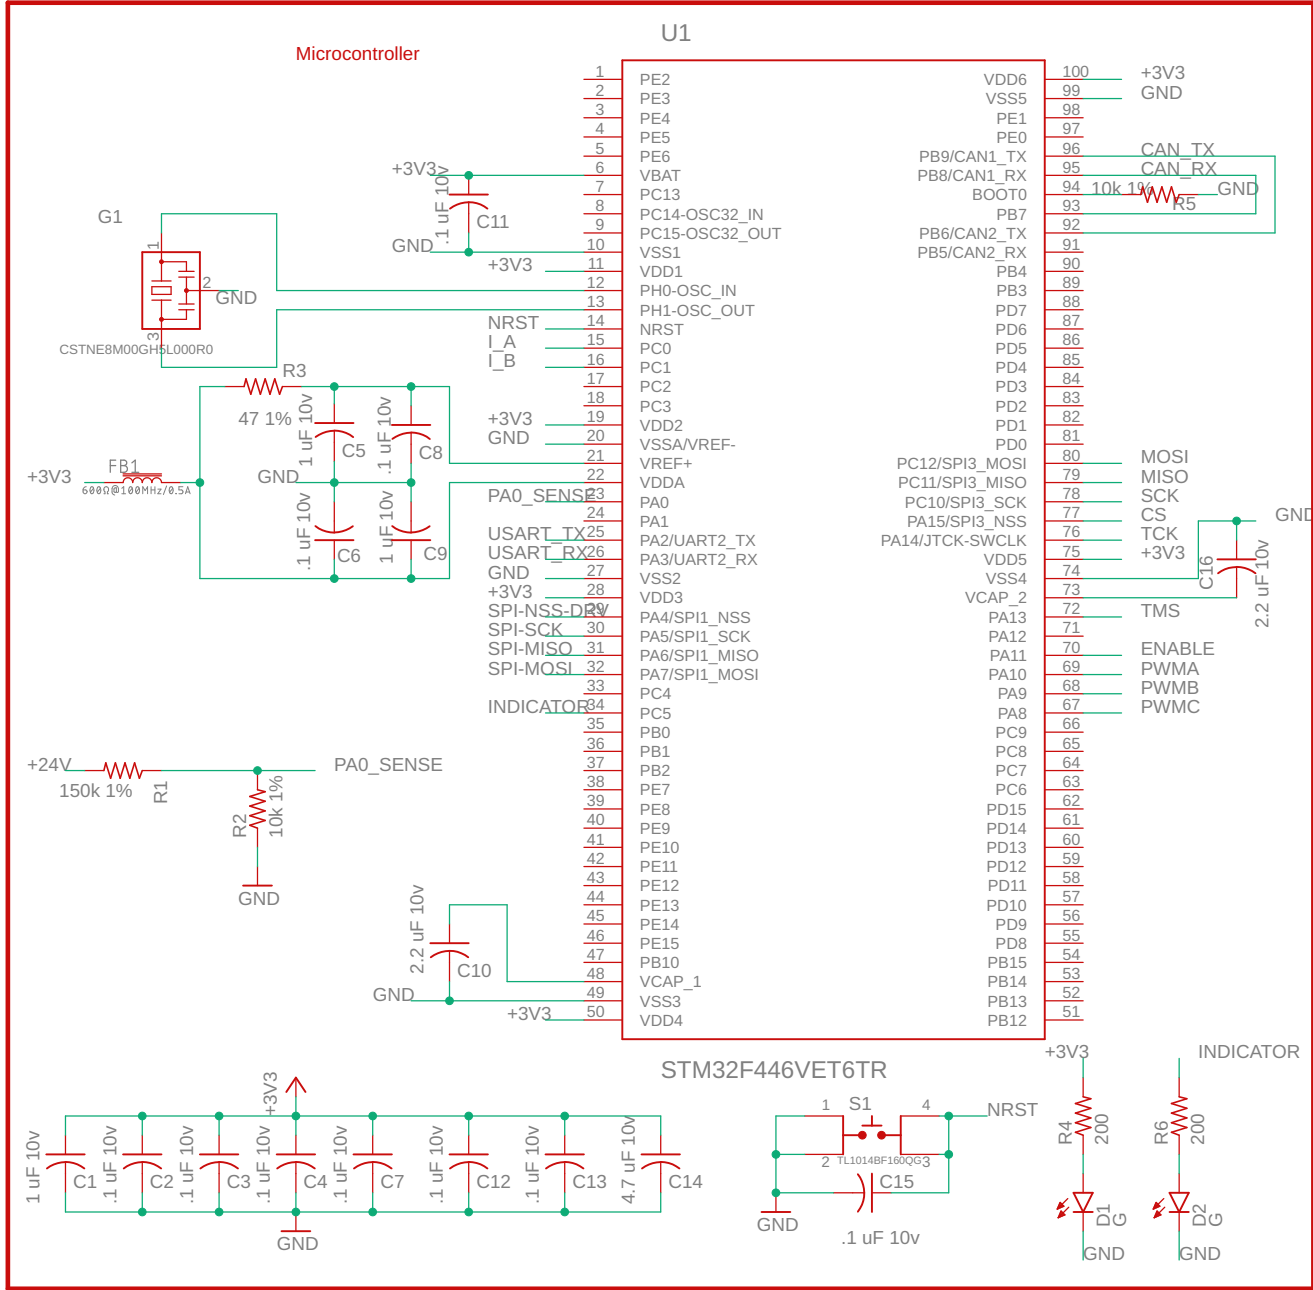 Microcontroller
U1
1 PE2
2 PE3
3 PE4
4 PE5
5 PE6
+3V3 6 VBAT
7 PC13
8 PC14-OSC32_IN
9 PC15-OSC32_OUT
GND 10 VSS1
+3V3 11 VDD1
12 PH0-OSC_IN
13 PH1-OSC_OUT
NRST 14 NRST
I_A 15 PC0
I_B 16 PC1
17 PC2
18 PC3
+3V3 19 VDD2
GND 20 VSSA/VREF-
21 VREF+
22 VDDA
PA0_SENSE 23 PA0
24 PA1
USART_TX 25 PA2/UART2_TX
USART_RX 26 PA3/UART2_RX
GND 27 VSS2
+3V3 28 VDD3
SPI-NSS-DRV 29 PA4/SPI1_NSS
SPI-SCK 30 PA5/SPI1_SCK
SPI-MISO 31 PA6/SPI1_MISO
SPI-MOSI 32 PA7/SPI1_MOSI
33 PC4
INDICATOR 34 PC5
35 PB0
36 PB1
37 PB2
38 PE7
39 PE8
40 PE9
41 PE10
42 PE11
43 PE12
44 PE13
45 PE14
46 PE15
47 PB10
48 VCAP_1
GND 49 VSS3
+3V3 50 VDD4
VDD6 100 +3V3
VSS5 99 GND
PE1 98
PE0 97
PB9/CAN1_TX 96 CAN_TX
PB8/CAN1_RX 95 CAN_RX
BOOT0 94 10k 1% R5 GND
PB7 93
PB6/CAN2_TX 92
PB5/CAN2_RX 91
PB4 90
PB3 89
PD7 88
PD6 87
PD5 86
PD4 85
PD3 84
PD2 83
PD1 82
PD0 81
PC12/SPI3_MOSI 80 MOSI
PC11/SPI3_MISO 79 MISO
PC10/SPI3_SCK 78 SCK
PA15/SPI3_NSS 77 CS
PA14/JTCK-SWCLK 76 TCK
VDD5 75 +3V3
VSS4 74
VCAP_2 73
PA13 72 TMS
PA12 71
PA11 70 ENABLE
PA10 69 PWMA
PA9 68 PWMB
PA8 67 PWMC
PC9 66
PC8 65
PC7 64
PC6 63
PD15 62
PD14 61
PD13 60
PD12 59
PD11 58
PD10 57
PD9 56
PD8 55
PB15 54
PB14 53
PB13 52
PB12 51
STM32F446VET6TR
.1 uF 10v
C11
G1
1
2
GND
3
CSTNE8M00GH5L000R0
R3
47 1%
1 uF 10v
C5
.1 uF 10v
C8
+3V3
FB1
600Ω@100MHz/0.5A
GND
.1 uF 10v
C6
1 uF 10v
C9
GND
C16
2.2 uF 10v
+24V
150k 1%
R1
PA0_SENSE
R2
10k 1%
GND
2.2 uF 10v
C10
+3V3
1 uF 10v
C1
.1 uF 10v
C2
.1 uF 10v
C3
.1 uF 10v
C4
.1 uF 10v
C7
.1 uF 10v
C12
.1 uF 10v
C13
4.7 uF 10v
C14
GND
1
S1
4
NRST
2
TL1014BF160QG
3
C15
GND
.1 uF 10v
+3V3
R4
200
D1
G
GND
INDICATOR
R6
200
D2
G
GND